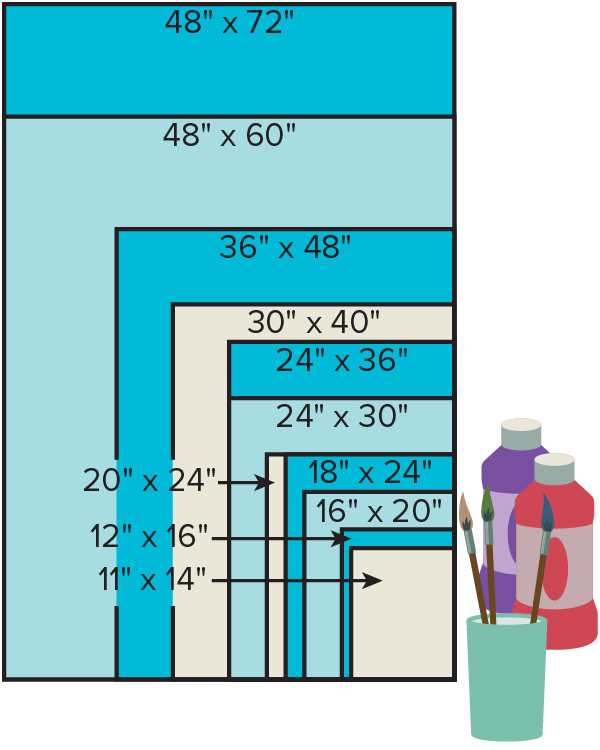 48" x 72"
48" x 60"
36" x 48"
30" x 40"
24" x 36"
24" x 30"
20" x 24"
18" x 24"
16" x 20"
12" x 16"
11" x 14"